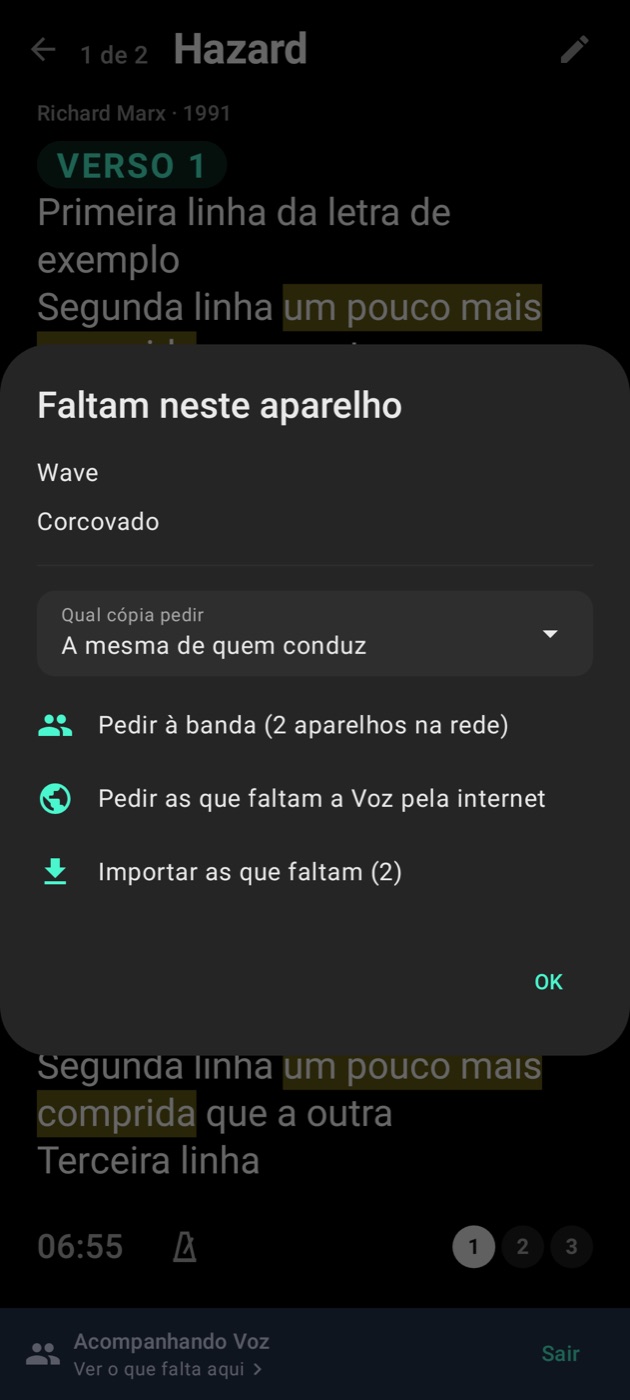 1 de 2 Hazard
Richard Marx · 1991
VERSO 1
Primeira linha da letra de
exemplo
Segunda linha um pouco mais
Faltam neste aparelho
Wave
Corcovado
Qual cópia pedir
A mesma de quem conduz
Pedir à banda (2 aparelhos na rede)
Pedir as que faltam a Voz pela internet
Importar as que faltam (2)
OK
Segunda linha um pouco mais
comprida que a outra
Terceira linha
06:55 1 2 3
Acompanhando Voz
Ver o que falta aqui
Sair